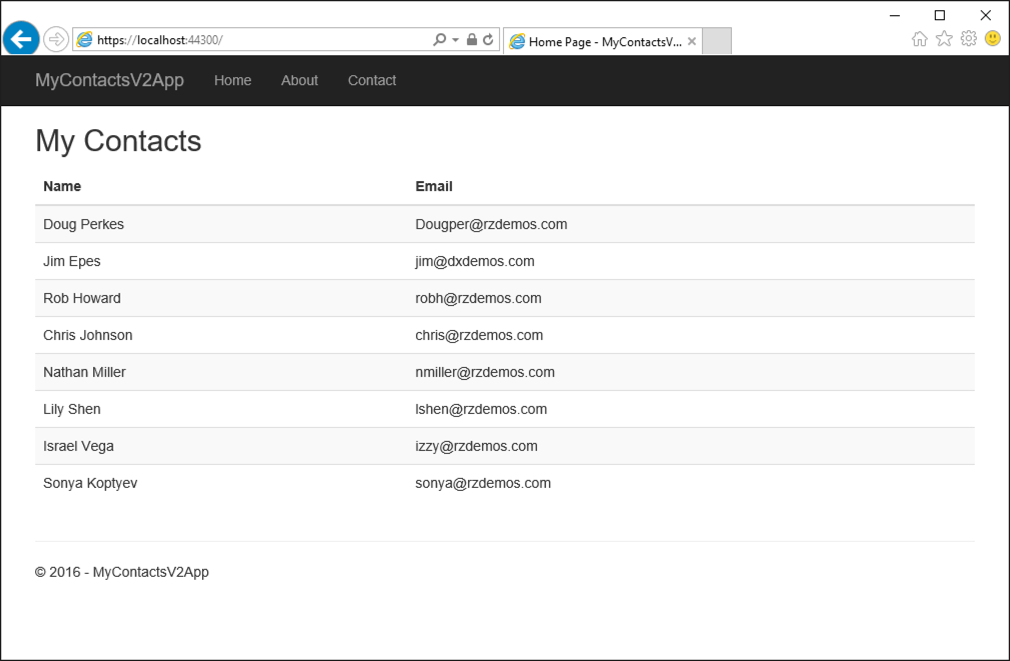 https://localhost:44300/
Home Page - MyContactsV...
MyContactsV2App Home About Contact
My Contacts
Name Email
Doug Perkes Dougper@rzdemos.com
Jim Epes jim@dxdemos.com
Rob Howard robh@rzdemos.com
Chris Johnson chris@rzdemos.com
Nathan Miller nmiller@rzdemos.com
Lily Shen lshen@rzdemos.com
Israel Vega izzy@rzdemos.com
Sonya Koptyev sonya@rzdemos.com
© 2016 - MyContactsV2App